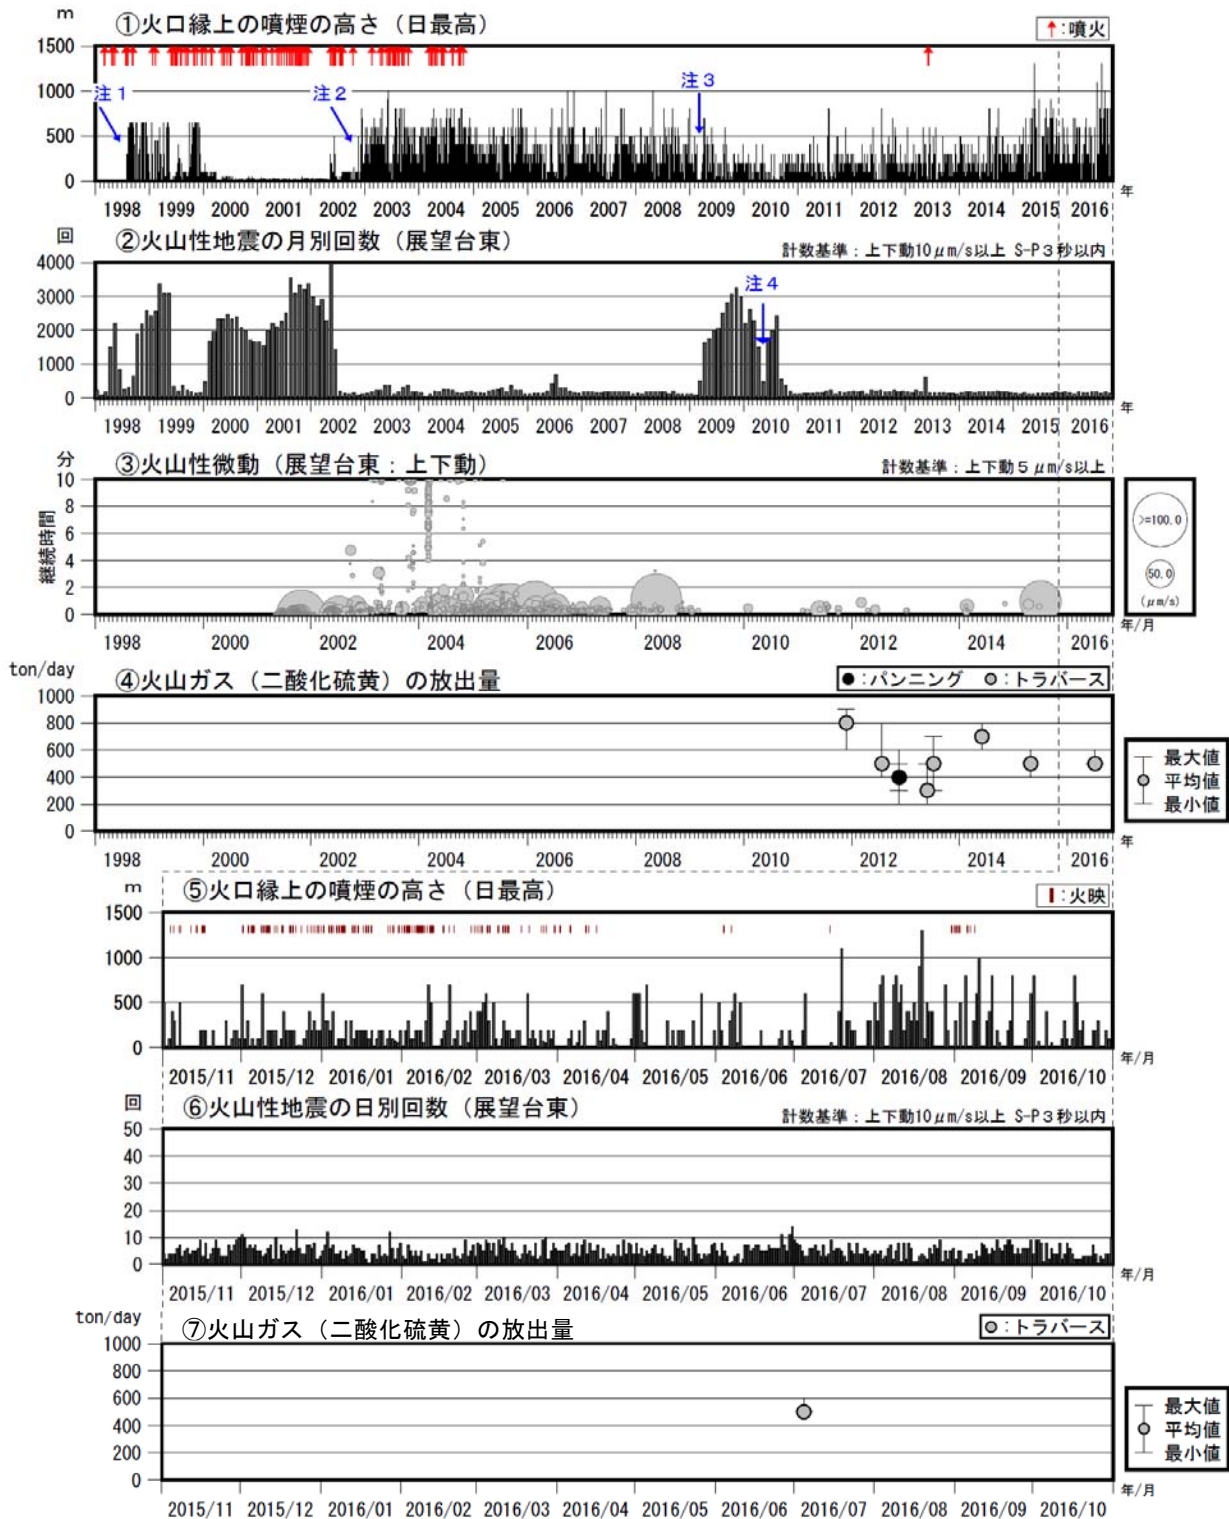 m
①火口縁上の噴煙の高さ（日最高）
↑:噴火
1500
1000
500
0
注１
注２
注３
1998 1999 2000 2001 2002 2003 2004 2005 2006 2007 2008 2009 2010 2011 2012 2013 2014 2015 2016
年
回
②火山性地震の月別回数（展望台東）
計数基準：上下動10μm/s以上 S-P３秒以内
4000
3000
2000
1000
0
注４
1998 1999 2000 2001 2002 2003 2004 2005 2006 2007 2008 2009 2010 2011 2012 2013 2014 2015 2016
年
分
③火山性微動（展望台東：上下動）
計数基準：上下動５μm/s以上
継続時間
10
8
6
4
2
0
>=100.0
50.0
(μm/s)
1998 2000 2002 2004 2006 2008 2010 2012 2014 2016
年/月
ton/day
④火山ガス（二酸化硫黄）の放出量
●:パンニング ○:トラバース
1000
800
600
400
200
0
最大値
平均値
最小値
1998 2000 2002 2004 2006 2008 2010 2012 2014 2016
年
m
⑤火口縁上の噴煙の高さ（日最高）
:火映
1500
1000
500
0
2015/11 2015/12 2016/01 2016/02 2016/03 2016/04 2016/05 2016/06 2016/07 2016/08 2016/09 2016/10
年/月
回
⑥火山性地震の日別回数（展望台東）
計数基準：上下動10μm/s以上 S-P３秒以内
50
40
30
20
10
0
2015/11 2015/12 2016/01 2016/02 2016/03 2016/04 2016/05 2016/06 2016/07 2016/08 2016/09 2016/10
年/月
ton/day
⑦火山ガス（二酸化硫黄）の放出量
○:トラバース
1000
800
600
400
200
0
最大値
平均値
最小値
2015/11 2015/12 2016/01 2016/02 2016/03 2016/04 2016/05 2016/06 2016/07 2016/08 2016/09 2016/10
年/月